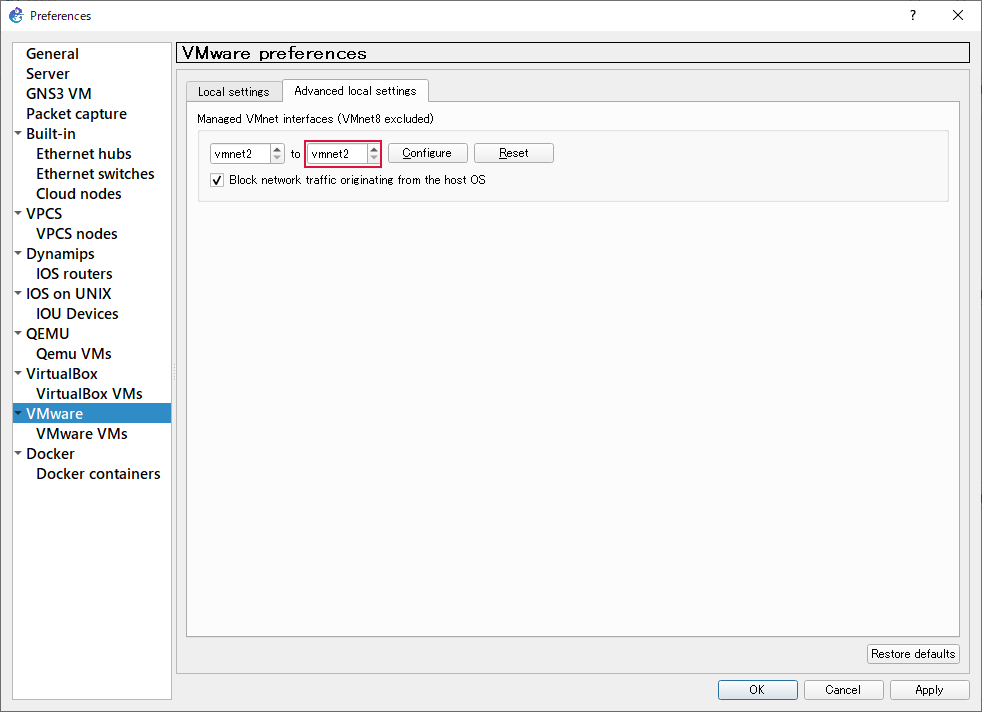 Preferences
General
Server
GNS3 VM
Packet capture
Built-in
Ethernet hubs
Ethernet switches
Cloud nodes
VPCS
VPCS nodes
Dynamips
IOS routers
IOS on UNIX
IOU Devices
QEMU
Qemu VMs
VirtualBox
VirtualBox VMs
VMware
VMware VMs
Docker
Docker containers
VMware preferences
Local settings
Advanced local settings
Managed VMnet interfaces (VMnet8 excluded)
vmnet2 to vmnet2 Configure Reset
Block network traffic originating from the host OS
Restore defaults
OK Cancel Apply